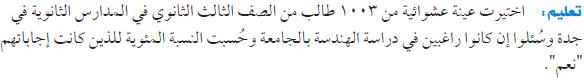 تعليم: اختيرت عينة عشوائية من ١٠٠٣ طالب من الصف الثالث الثانوي في المدارس الثانوية في
جدة وسُئلوا إن كانوا راغبين في دراسة الهندسة بالجامعة وحُسبت النسبة المئوية للذين كانت إجاباتهم
"نعم".